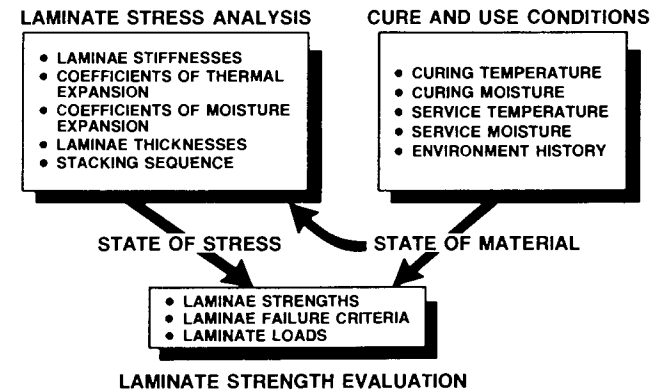 LAMINATE STRESS ANALYSIS
• LAMINAE STIFFNESSES
• COEFFICIENTS OF THERMAL
EXPANSION
• COEFFICIENTS OF MOISTURE
EXPANSION
• LAMINAE THICKNESSES
• STACKING SEQUENCE
CURE AND USE CONDITIONS
• CURING TEMPERATURE
• CURING MOISTURE
• SERVICE TEMPERATURE
• SERVICE MOISTURE
• ENVIRONMENT HISTORY
STATE OF STRESS
STATE OF MATERIAL
• LAMINAE STRENGTHS
• LAMINAE FAILURE CRITERIA
• LAMINATE LOADS
LAMINATE STRENGTH EVALUATION